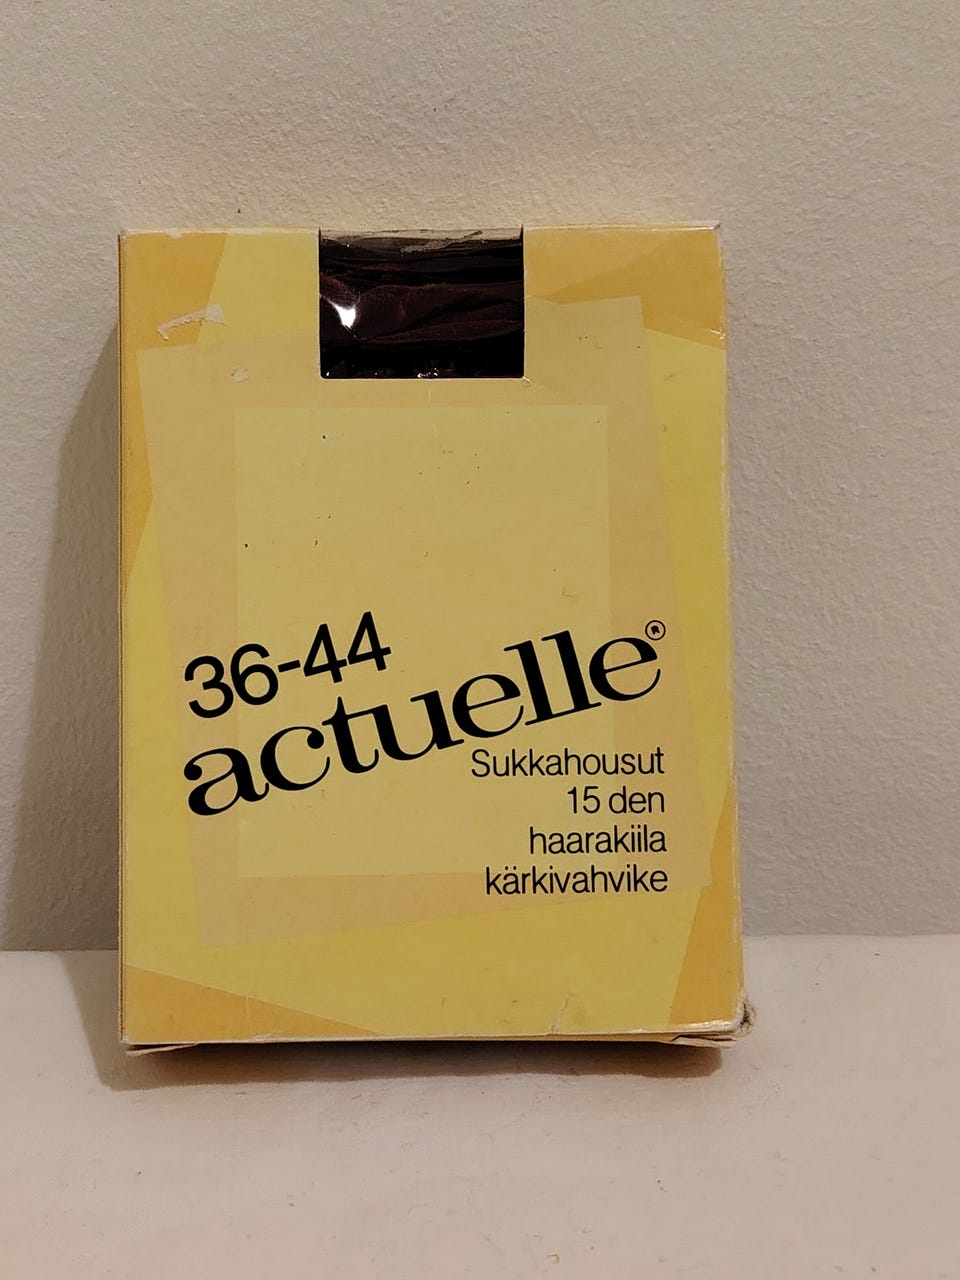 36-44
actuelle®
Sukkahousut
15 den
haarakiila
kärkivahvike